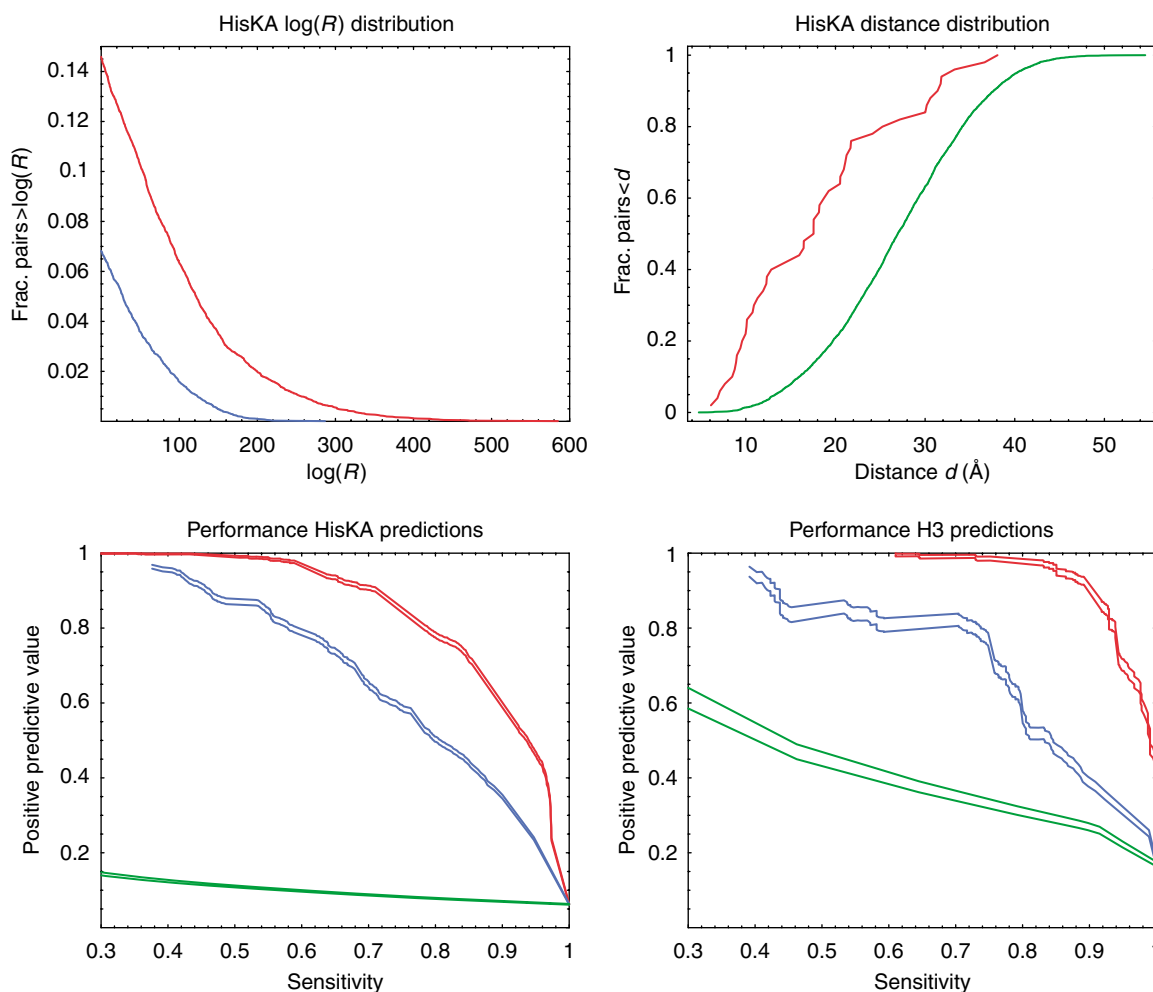 HisKA log(R) distribution
Frac. pairs>log(R)
0.14
0.12
0.1
0.08
0.06
0.04
0.02
100 200 300 400 500 600
log(R)
HisKA distance distribution
Frac. pairs<d
1
0.8
0.6
0.4
0.2
0
10 20 30 40 50
Distance d (Å)
Performance HisKA predictions
Positive predictive value
1
0.8
0.6
0.4
0.2
0.3 0.4 0.5 0.6 0.7 0.8 0.9 1
Sensitivity
Performance H3 predictions
Positive predictive value
1
0.8
0.6
0.4
0.2
0.3 0.4 0.5 0.6 0.7 0.8 0.9 1
Sensitivity